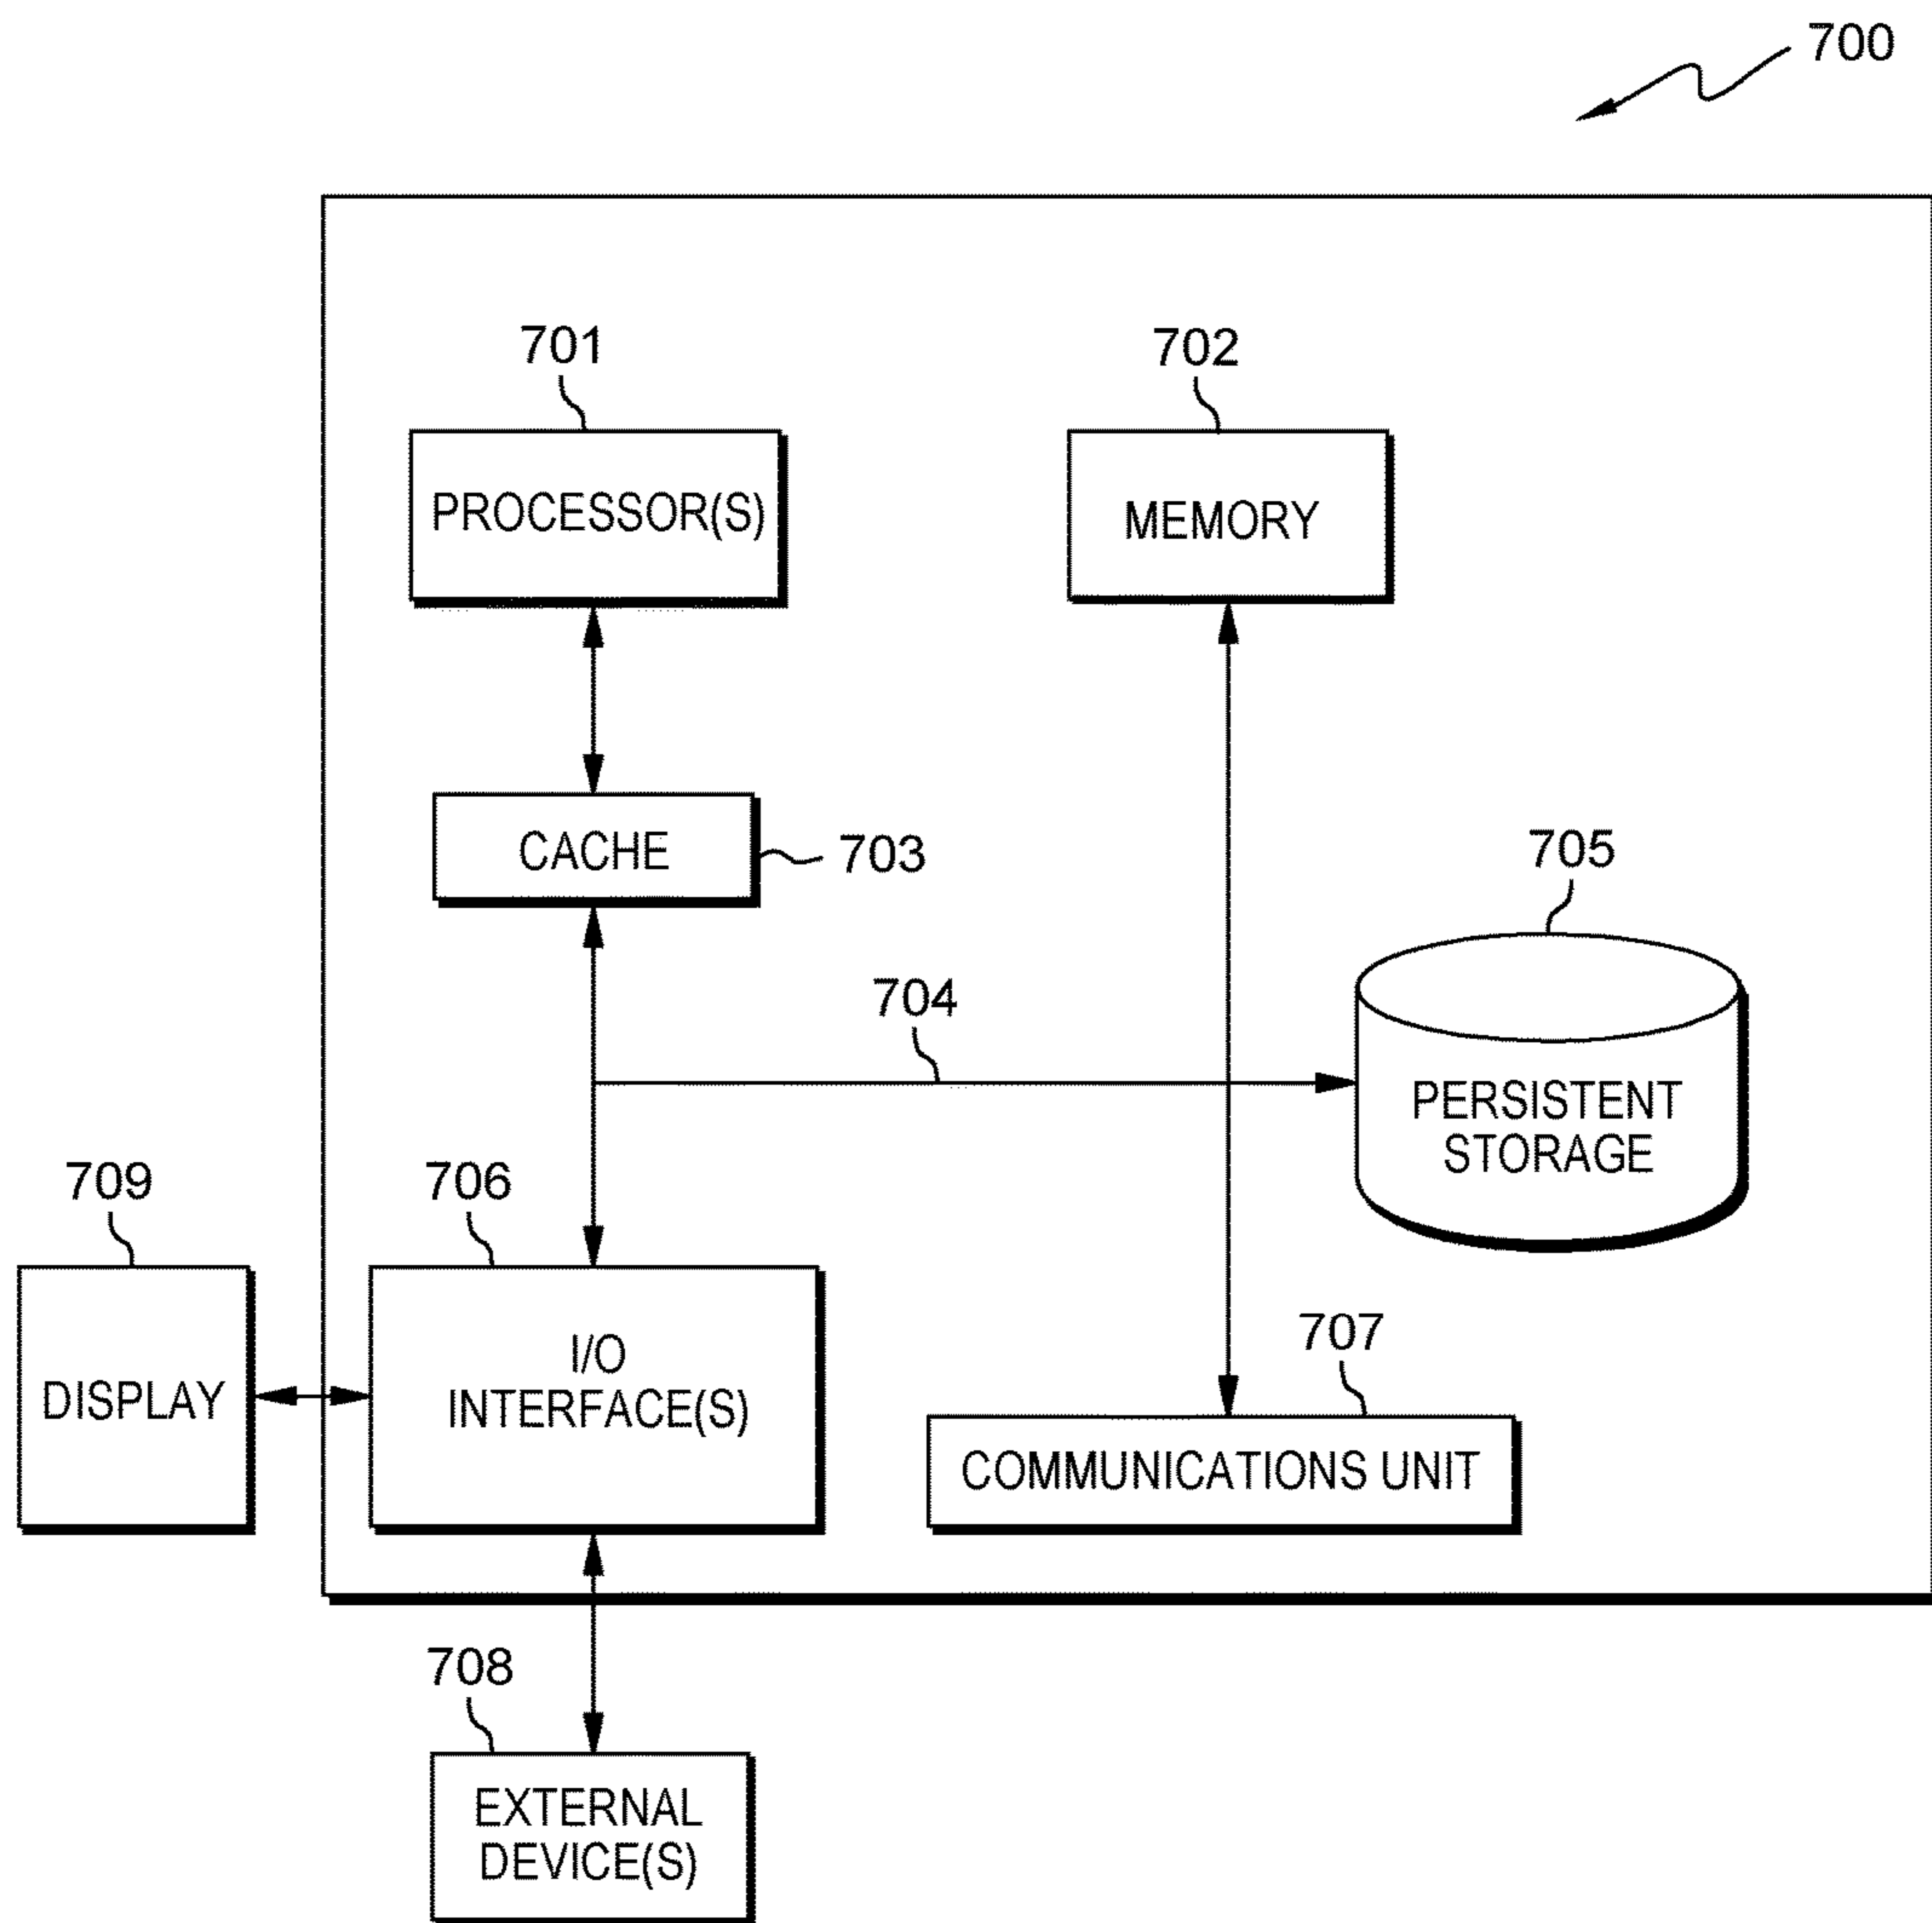 700
701
702
PROCESSOR(S)
MEMORY
CACHE
703
705
704
PERSISTENT
STORAGE
709
706
I/O
INTERFACE(S)
DISPLAY
707
COMMUNICATIONS UNIT
708
EXTERNAL
DEVICE(S)